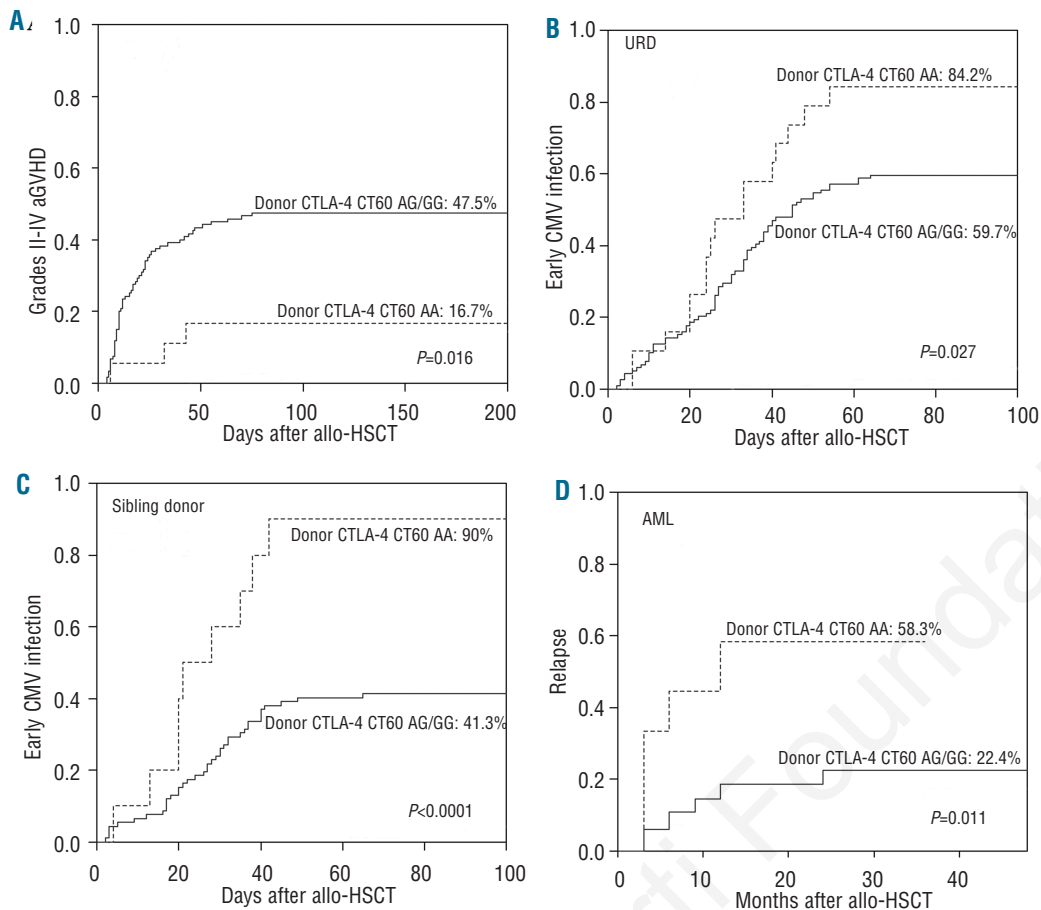 A
1.0
0.8
0.6
0.4
0.2
0.0
Grades II-IV aGVHD
Donor CTLA-4 CT60 AG/GG: 47.5%
Donor CTLA-4 CT60 AA: 16.7%
P=0.016
0 50 100 150 200
Days after allo-HSCT
B
URD
1.0
0.8
0.6
0.4
0.2
0.0
Early CMV infection
Donor CTLA-4 CT60 AA: 84.2%
Donor CTLA-4 CT60 AG/GG: 59.7%
P=0.027
0 20 40 60 80 100
Days after allo-HSCT
C
Sibling donor
1.0
0.8
0.6
0.4
0.2
0.0
Early CMV infection
Donor CTLA-4 CT60 AA: 90%
Donor CTLA-4 CT60 AG/GG: 41.3%
P<0.0001
0 20 40 60 80 100
Days after allo-HSCT
D
AML
1.0
0.8
0.6
0.4
0.2
0.0
Relapse
Donor CTLA-4 CT60 AA: 58.3%
Donor CTLA-4 CT60 AG/GG: 22.4%
P=0.011
0 10 20 30 40
Months after allo-HSCT